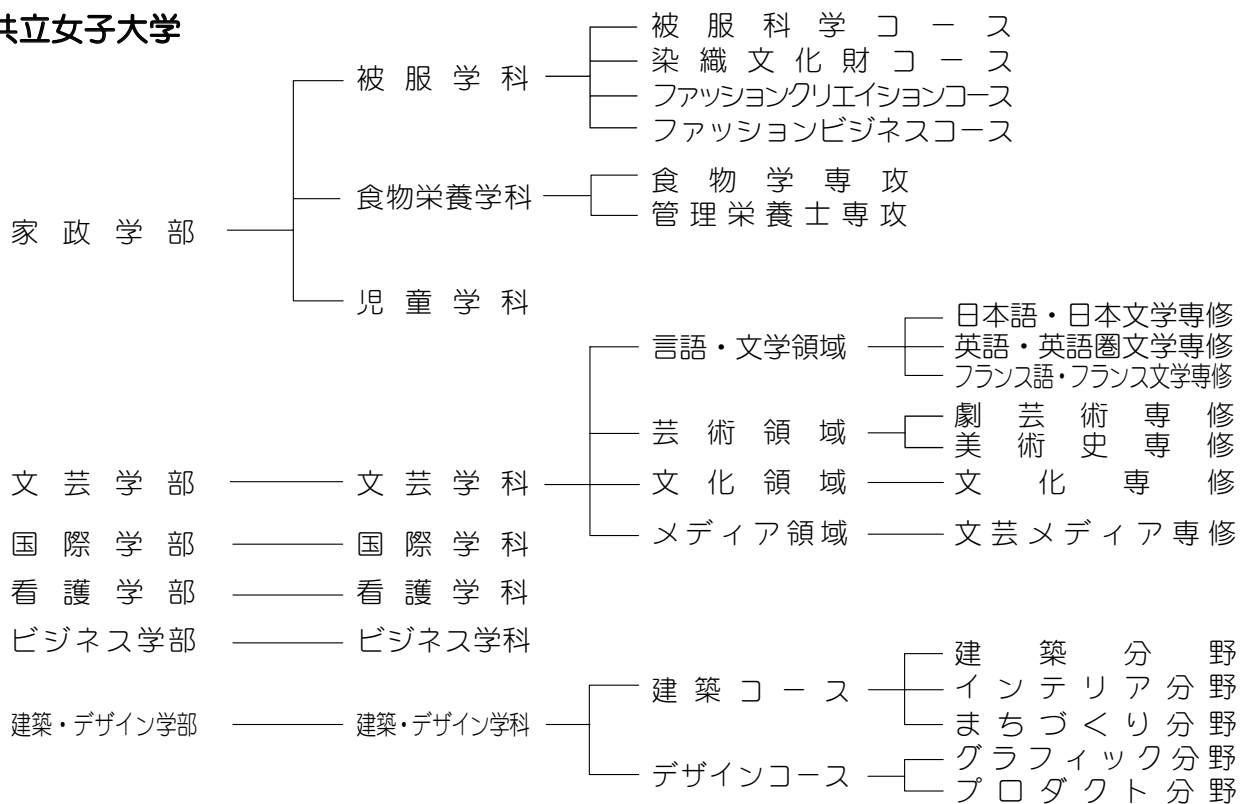 共立女子大学
家政学部
被服学科
被服科学コース
染織文化財コース
ファッションクリエイションコース
ファッションビジネスコース
食物栄養学科
食物学専攻
管理栄養士専攻
児童学科
文芸学部
文芸学科
言語・文学領域
日本語・日本文学専修
英語・英語圏文学専修
フランス語・フランス文学専修
芸術領域
劇芸術専修
美術史専修
文化領域
文化専修
メディア領域
文芸メディア専修
国際学部
国際学科
看護学部
看護学科
ビジネス学部
ビジネス学科
建築・デザイン学部
建築・デザイン学科
建築コース
建築分野
インテリア分野
まちづくり分野
デザインコース
グラフィック分野
プロダクト分野